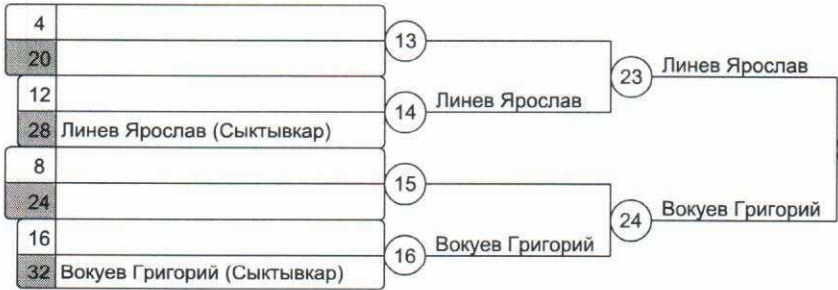 4
13
20
23 Линев Ярослав
12
14 Линев Ярослав
28 Линев Ярослав (Сыктывкар)
8
15
24
24 Вокуев Григорий
16
16 Вокуев Григорий
32 Вокуев Григорий (Сыктывкар)